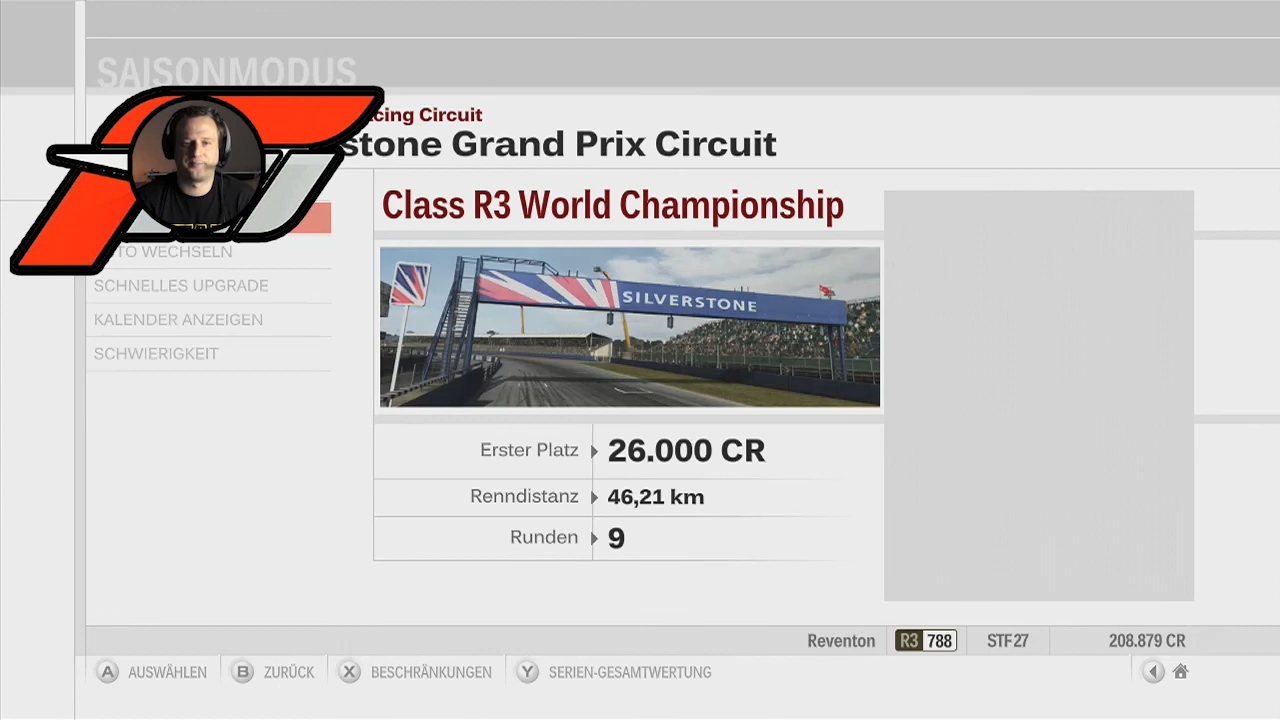 SAISONMODUS
cing Circuit
stone Grand Prix Circuit
Class R3 World Championship
TO WECHSELN
SCHNELLES UPGRADE
KALENDER ANZEIGEN
SCHWIERIGKEIT
SILVERSTONE
Erster Platz 26.000 CR
Renndistanz 46,21 km
Runden 9
Reventon R3 788 STF27 208.879 CR
A AUSWÄHLEN B ZURÜCK X BESCHRÄNKUNGEN Y SERIEN-GESAMTWERTUNG